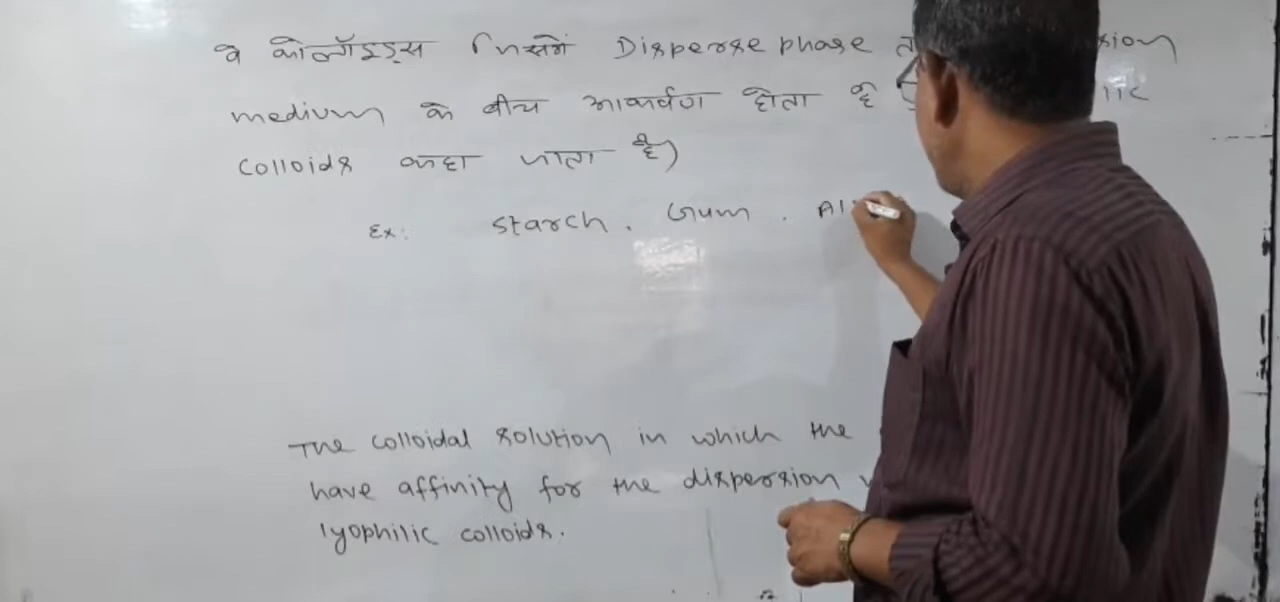 वे कोलॉइड्स जिसमें Disperse phase
medium के बीच आकर्षण होता है
colloids कहा जाता है)
Ex: Starch. Gum.
The colloidal solution in which the
have affinity for the dispersion
lyophilic colloids.